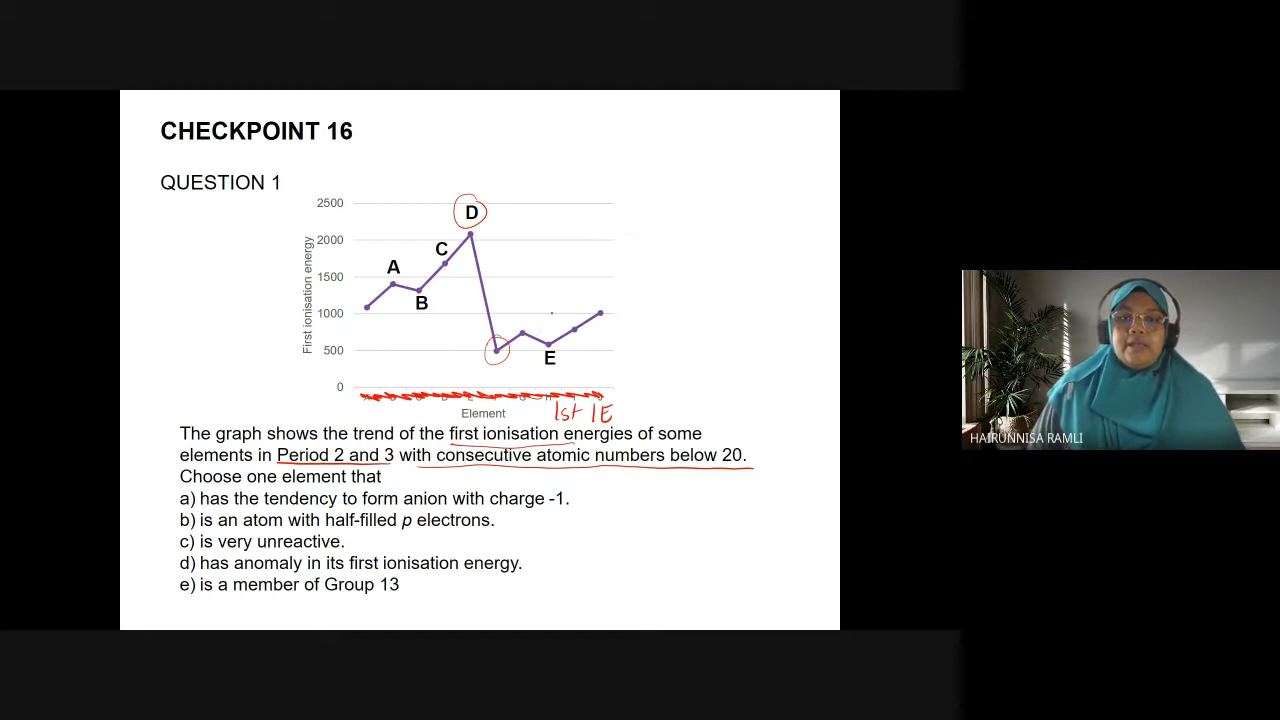 CHECKPOINT 16
QUESTION 1
2500
2000
1500
1000
500
0
First ionisation energy
A
B
C
D
E
Element
1st IE
The graph shows the trend of the first ionisation energies of some
elements in Period 2 and 3 with consecutive atomic numbers below 20.
Choose one element that
a) has the tendency to form anion with charge -1.
b) is an atom with half-filled p electrons.
c) is very unreactive.
d) has anomaly in its first ionisation energy.
e) is a member of Group 13
HAIRUNNISA RAMLI